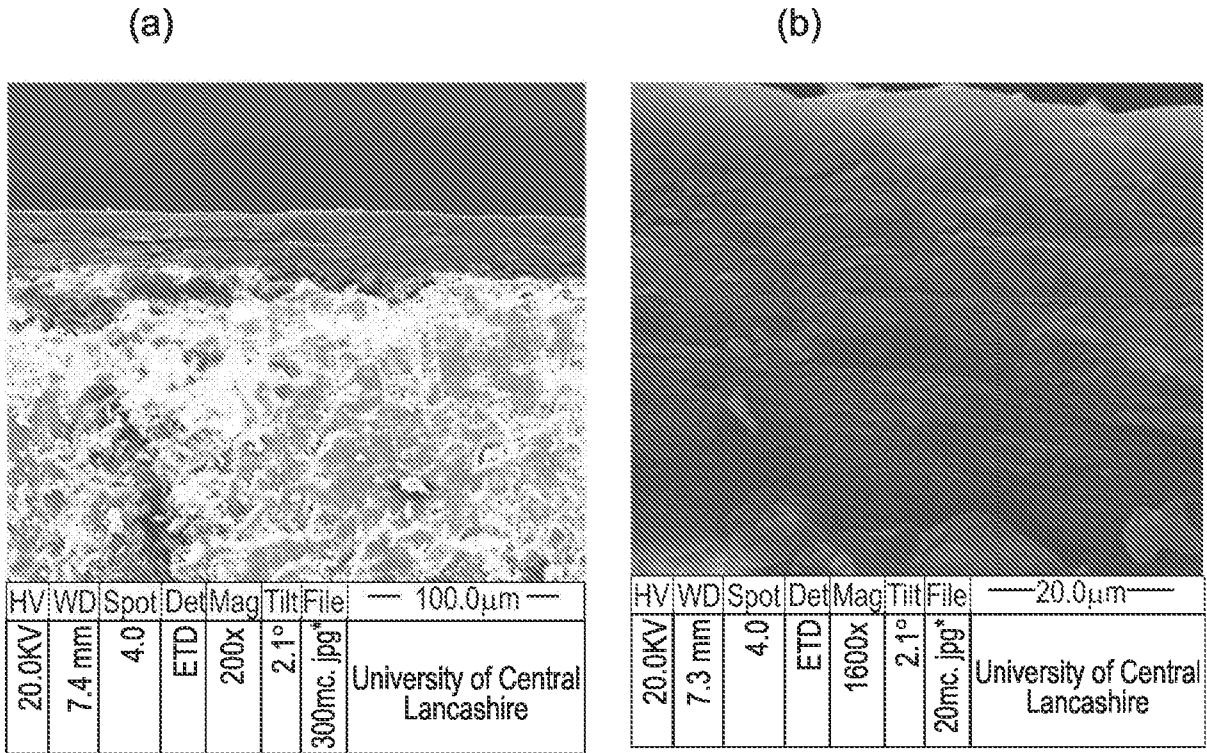 (a)
(b)
HV WD Spot Det Mag Tilt File — 100.0µm —
20.0KV 7.4 mm 4.0 ETD 200x 2.1° 300mc. jpg* University of Central
Lancashire
HV WD Spot Det Mag Tilt File —20.0µm—
20.0KV 7.3 mm 4.0 ETD 1600x 2.1° 20mc. jpg* University of Central
Lancashire